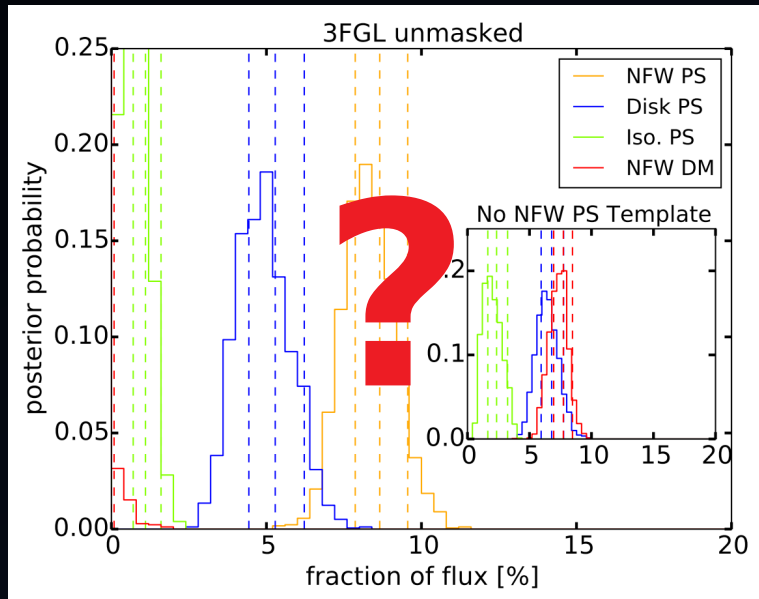 3FGL unmasked
0.25
0.20
0.15
0.10
0.05
0.00
posterior probability
NFW PS
Disk PS
Iso. PS
NFW DM
?
No NFW PS Template
.2
0.1
0.0
0 5 10 15 20
0 5 10 15 20
fraction of flux [%]